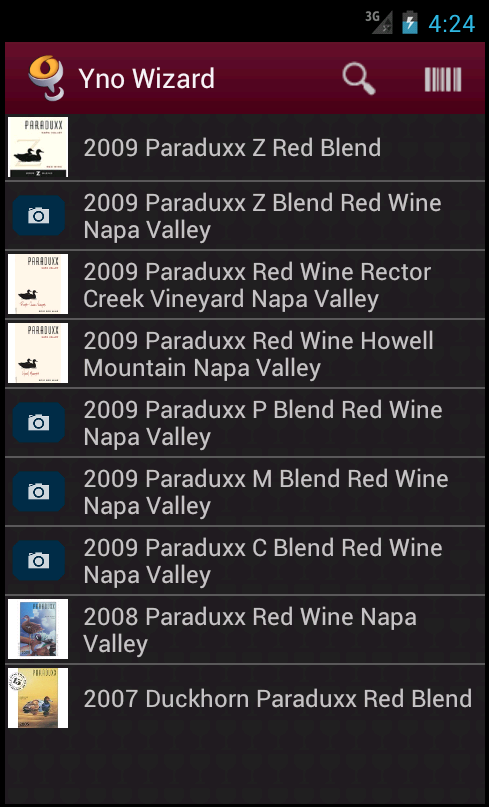 3G 4:24
Yno Wizard
PARADUXX
2009 Paraduxx Z Red Blend
2009 Paraduxx Z Blend Red Wine
Napa Valley
PARADUXX
2009 Paraduxx Red Wine Rector
Creek Vineyard Napa Valley
PARADUXX
2009 Paraduxx Red Wine Howell
Mountain Napa Valley
2009 Paraduxx P Blend Red Wine
Napa Valley
2009 Paraduxx M Blend Red Wine
Napa Valley
2009 Paraduxx C Blend Red Wine
Napa Valley
PARADUXX
2008 Paraduxx Red Wine Napa
Valley
PARADUXX
2007 Duckhorn Paraduxx Red Blend